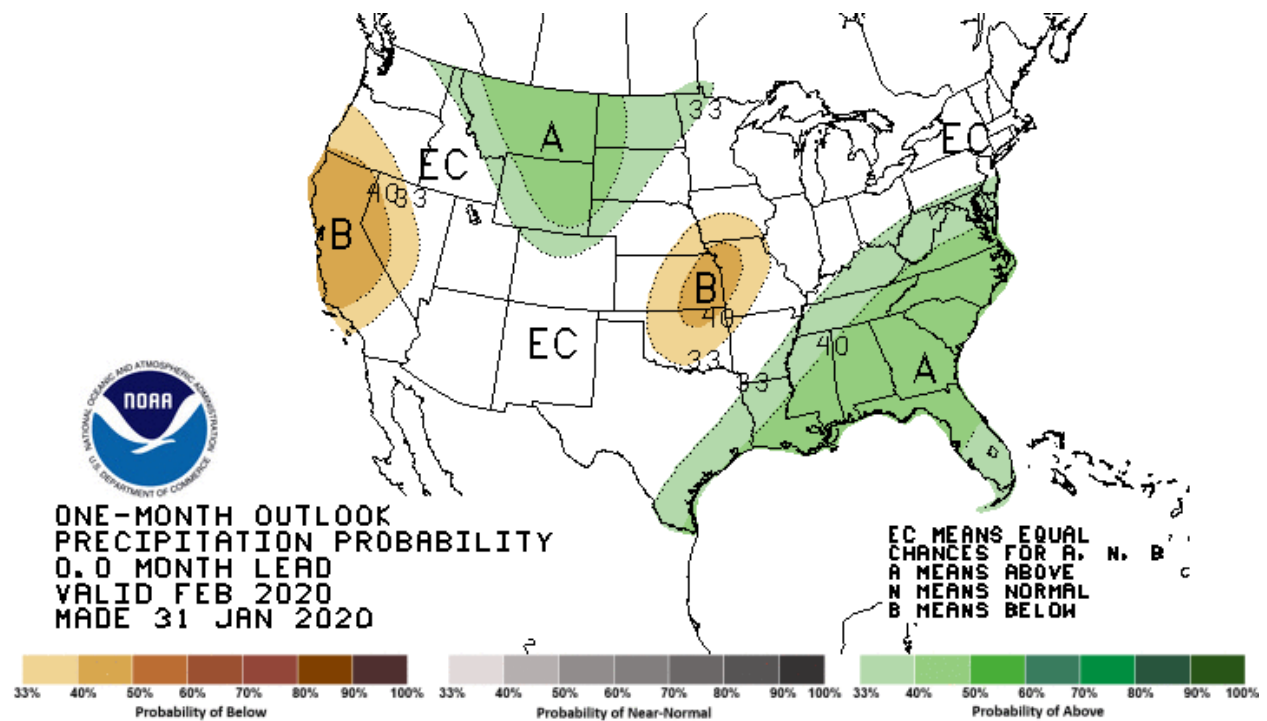 33
A
EC
EC
40
33
B
B
40
33
EC
40
33
A
NATIONAL OCEANIC AND ATMOSPHERIC ADMINISTRATION
NOAA
U.S. DEPARTMENT OF COMMERCE
ONE-MONTH OUTLOOK
PRECIPITATION PROBABILITY
0.0 MONTH LEAD
VALID FEB 2020
MADE 31 JAN 2020
EC MEANS EQUAL
CHANCES FOR A, N, B
A MEANS ABOVE
N MEANS NORMAL
B MEANS BELOW
33% 40% 50% 60% 70% 80% 90% 100%
Probability of Below
33% 40% 50% 60% 70% 80% 90% 100%
Probability of Near-Normal
33% 40% 50% 60% 70% 80% 90% 100%
Probability of Above